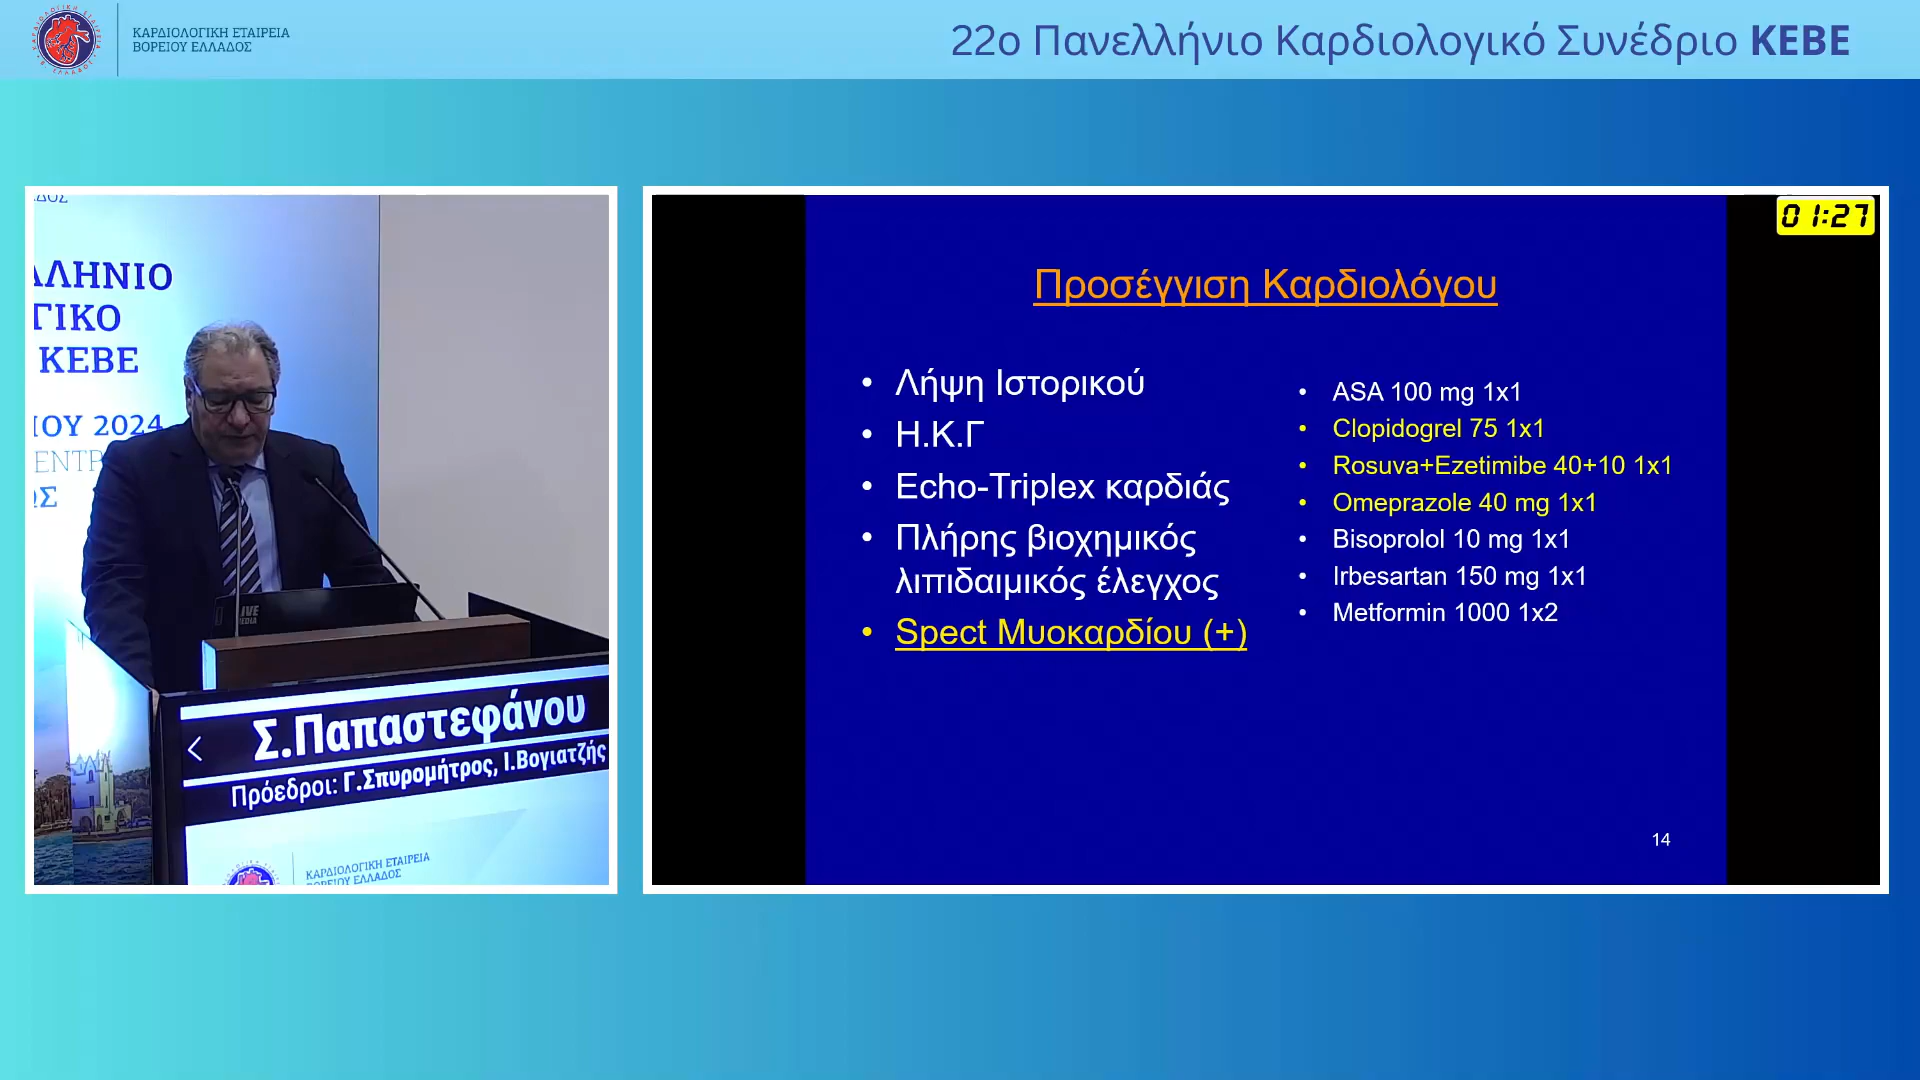 ΚΑΡΔΙΟΛΟΓΙΚΗ ΕΤΑΙΡΕΙΑ
ΒΟΡΕΙΟΥ ΕΛΛΑΔΟΣ
22ο Πανελλήνιο Καρδιολογικό Συνέδριο ΚΕΒΕ
ΚΕΒΕ
ΙΟΥ 2024
Σ.Παπαστεφάνου
Πρόεδροι: Γ.Σπυρομήτρος, Ι.Βογιατζής
ΚΑΡΔΙΟΛΟΓΙΚΗ ΕΤΑΙΡΕΙΑ
ΒΟΡΕΙΟΥ ΕΛΛΑΔΟΣ
01:27
Προσέγγιση Καρδιολόγου
• Λήψη Ιστορικού
• Η.Κ.Γ
• Echo-Triplex καρδιάς
• Πλήρης βιοχημικός
λιπιδαιμικός έλεγχος
• Spect Μυοκαρδίου (+)
• ASA 100 mg 1x1
• Clopidogrel 75 1x1
• Rosuva+Ezetimibe 40+10 1x1
• Omeprazole 40 mg 1x1
• Bisoprolol 10 mg 1x1
• Irbesartan 150 mg 1x1
• Metformin 1000 1x2
14